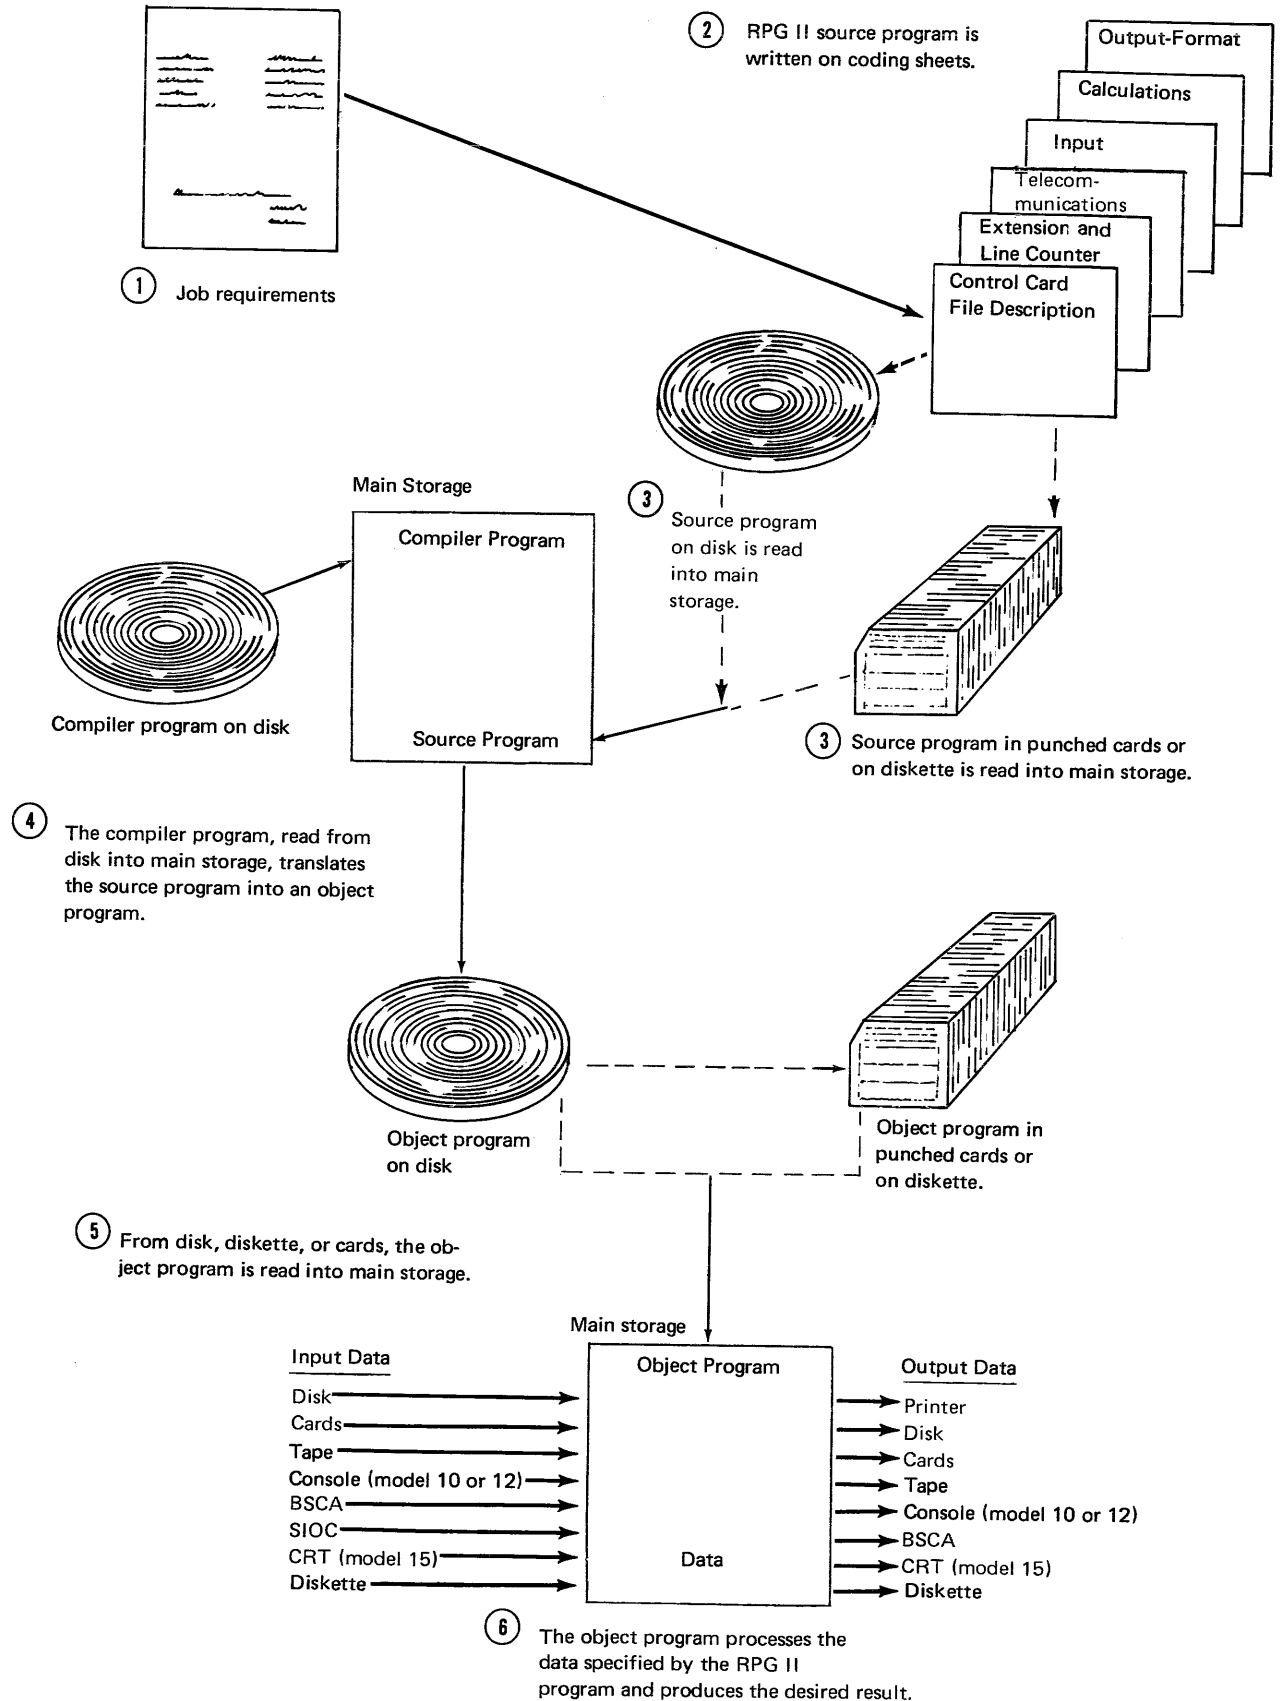 2 RPG II source program is
written on coding sheets.
Output-Format
Calculations
Input
Telecom-
munications
Extension and
Line Counter
Control Card
File Description
1 Job requirements
Main Storage
Compiler Program
Source Program
3 Source program
on disk is read
into main
storage.
Compiler program on disk
3 Source program in punched cards or
on diskette is read into main storage.
4 The compiler program, read from
disk into main storage, translates
the source program into an object
program.
Object program
on disk
Object program in
punched cards or
on diskette.
5 From disk, diskette, or cards, the ob-
ject program is read into main storage.
Main storage
Object Program
Data
Input Data
Disk
Cards
Tape
Console (model 10 or 12)
BSCA
SIOC
CRT (model 15)
Diskette
Output Data
Printer
Disk
Cards
Tape
Console (model 10 or 12)
BSCA
CRT (model 15)
Diskette
6 The object program processes the
data specified by the RPG II
program and produces the desired result.